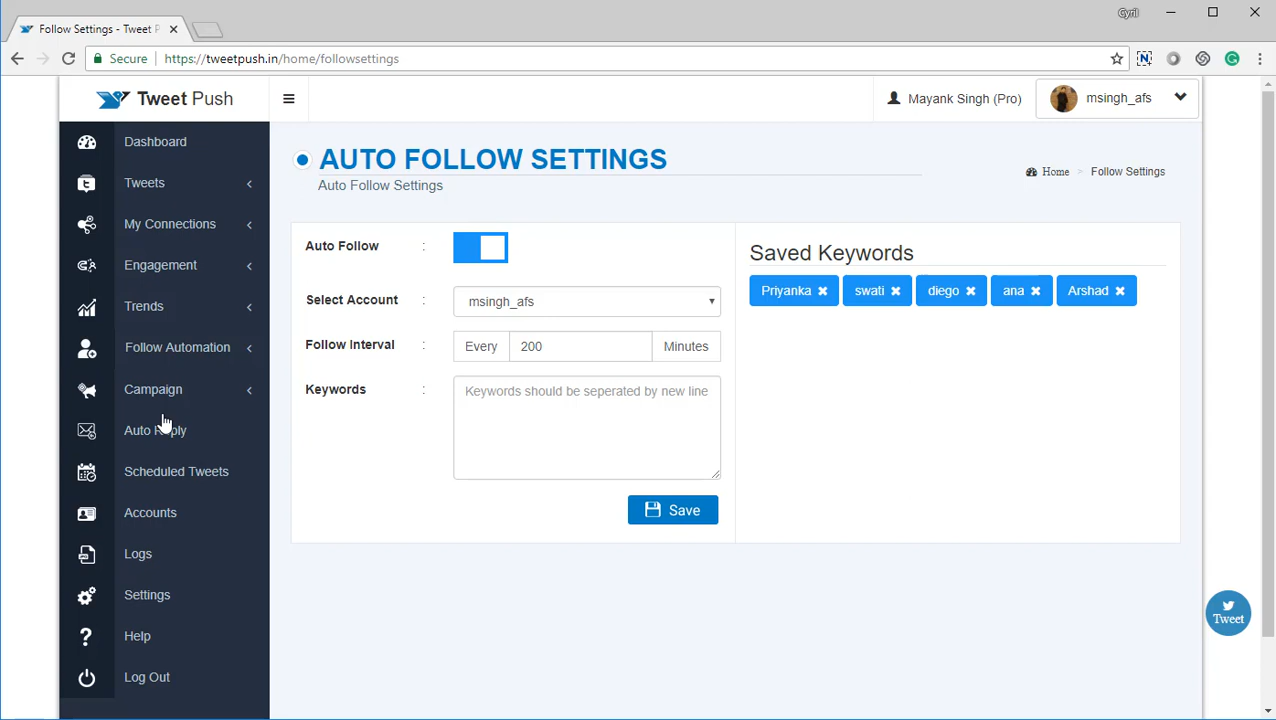 Cyril
Follow Settings - Tweet P
Secure https://tweetpush.in/home/followsettings
Tweet Push
Mayank Singh (Pro)
msingh_afs
Dashboard
Tweets
My Connections
Engagement
Trends
Follow Automation
Campaign
Auto Reply
Scheduled Tweets
Accounts
Logs
Settings
Help
Log Out
AUTO FOLLOW SETTINGS
Auto Follow Settings
Home > Follow Settings
Auto Follow :
Select Account : msingh_afs
Follow Interval : Every 200 Minutes
Keywords : Keywords should be seperated by new line
Save
Saved Keywords
Priyanka swati diego ana Arshad
Tweet